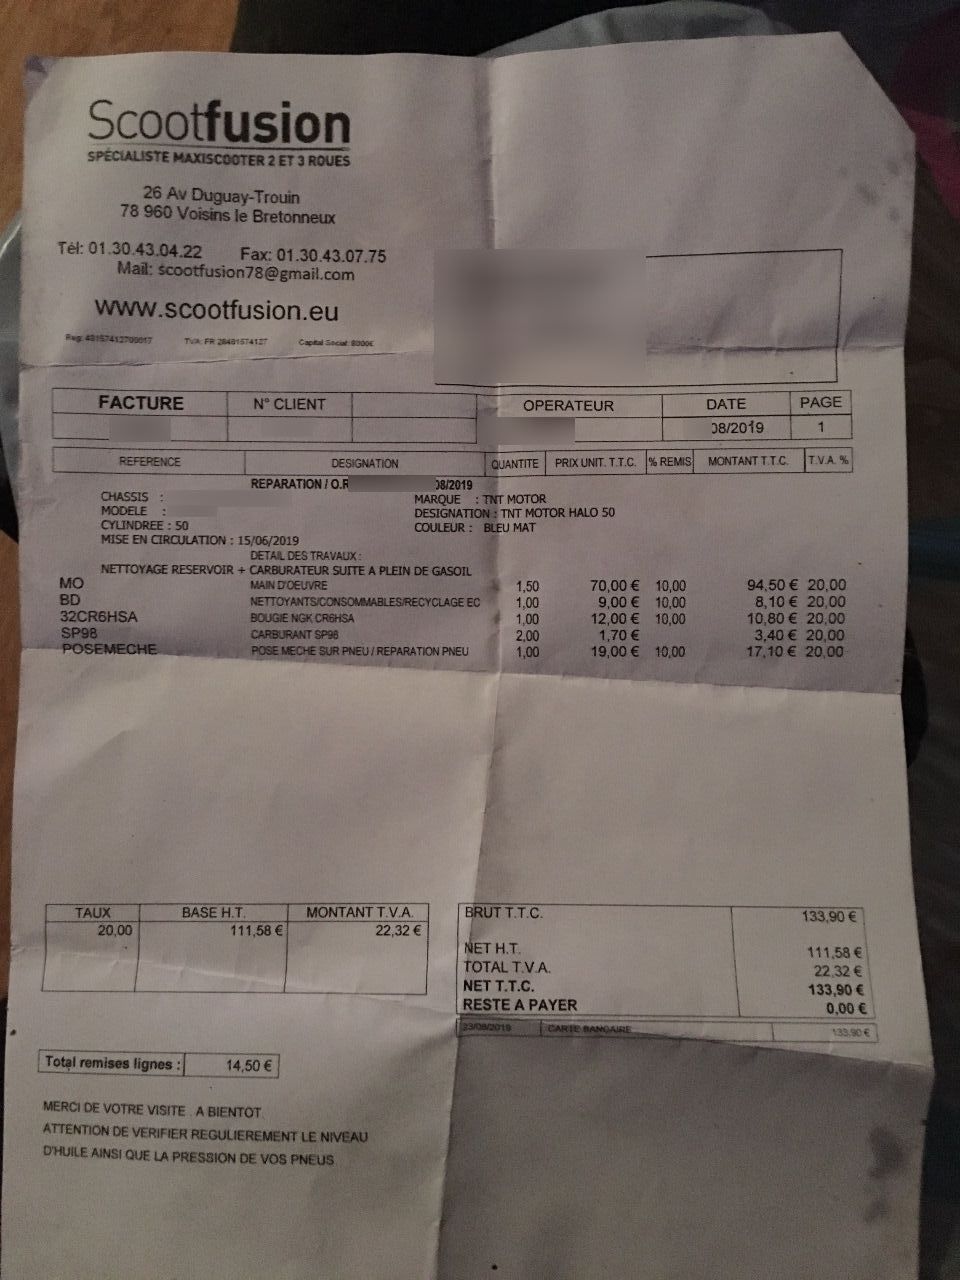 Scootfusion
SPÉCIALISTE MAXISCOOTER 2 ET 3 ROUES
26 Av Duguay-Trouin
78 960 Voisins le Bretonneux
Tél: 01.30.43.04.22 Fax: 01.30.43.07.75
Mail: scootfusion78@gmail.com
www.scootfusion.eu
Capital Social: 8000€
FACTURE N° CLIENT OPERATEUR DATE PAGE
08/2019 1
REFERENCE DESIGNATION QUANTITE PRIX UNIT. T.T.C. % REMIS MONTANT T.T.C. T.V.A. %
REPARATION / O.R 08/2019
CHASSIS : MARQUE : TNT MOTOR
MODELE : DESIGNATION : TNT MOTOR HALO 50
CYLINDREE : 50 COULEUR : BLEU MAT
MISE EN CIRCULATION : 15/06/2019
DETAIL DES TRAVAUX :
NETTOYAGE RESERVOIR + CARBURATEUR SUITE A PLEIN DE GASOIL
MO MAIN D'OEUVRE 1,50 70,00 € 10,00 94,50 € 20,00
BD NETTOYANTS/CONSOMMABLES/RECYCLAGE EC 1,00 9,00 € 10,00 8,10 € 20,00
32CR6HSA BOUGIE NGK CR6HSA 1,00 12,00 € 10,00 10,80 € 20,00
SP98 CARBURANT SP98 2,00 1,70 € 3,40 € 20,00
POSEMECHE POSE MECHE SUR PNEU / REPARATION PNEU 1,00 19,00 € 10,00 17,10 € 20,00
TAUX BASE H.T. MONTANT T.V.A.
20,00 111,58 € 22,32 €
BRUT T.T.C. 133,90 €
NET H.T. 111,58 €
TOTAL T.V.A. 22,32 €
NET T.T.C. 133,90 €
RESTE A PAYER 0,00 €
23/08/2019 CARTE BANCAIRE 133,90 €
Total remises lignes : 14,50 €
MERCI DE VOTRE VISITE . A BIENTOT
ATTENTION DE VERIFIER REGULIEREMENT LE NIVEAU
D'HUILE AINSI QUE LA PRESSION DE VOS PNEUS